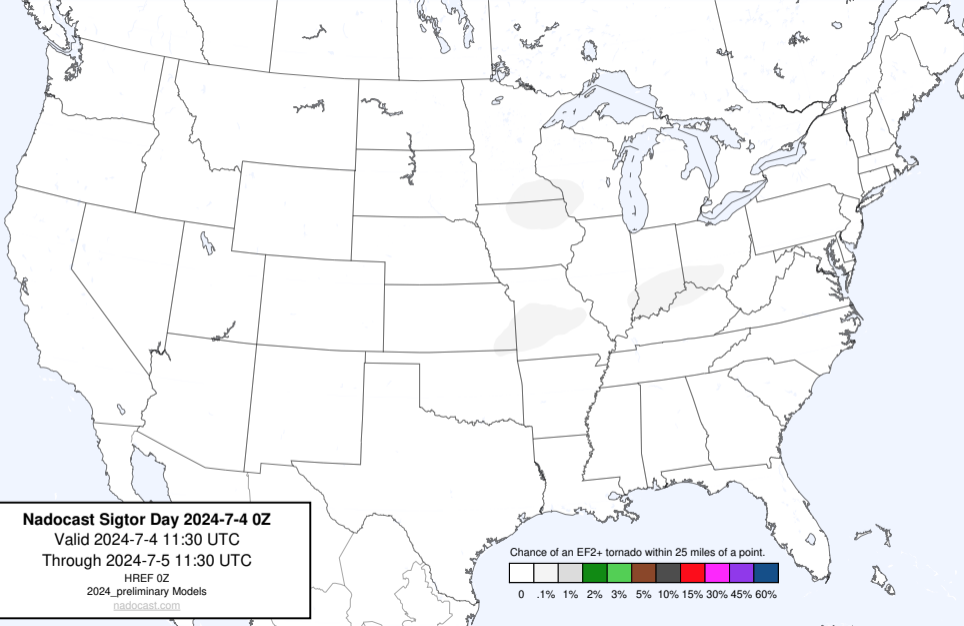 Nadocast Sigtor Day 2024-7-4 0Z
Valid 2024-7-4 11:30 UTC
Through 2024-7-5 11:30 UTC
HREF 0Z
2024_preliminary Models
nadocast.com
Chance of an EF2+ tornado within 25 miles of a point.
0 .1% 1% 2% 3% 5% 10% 15% 30% 45% 60%